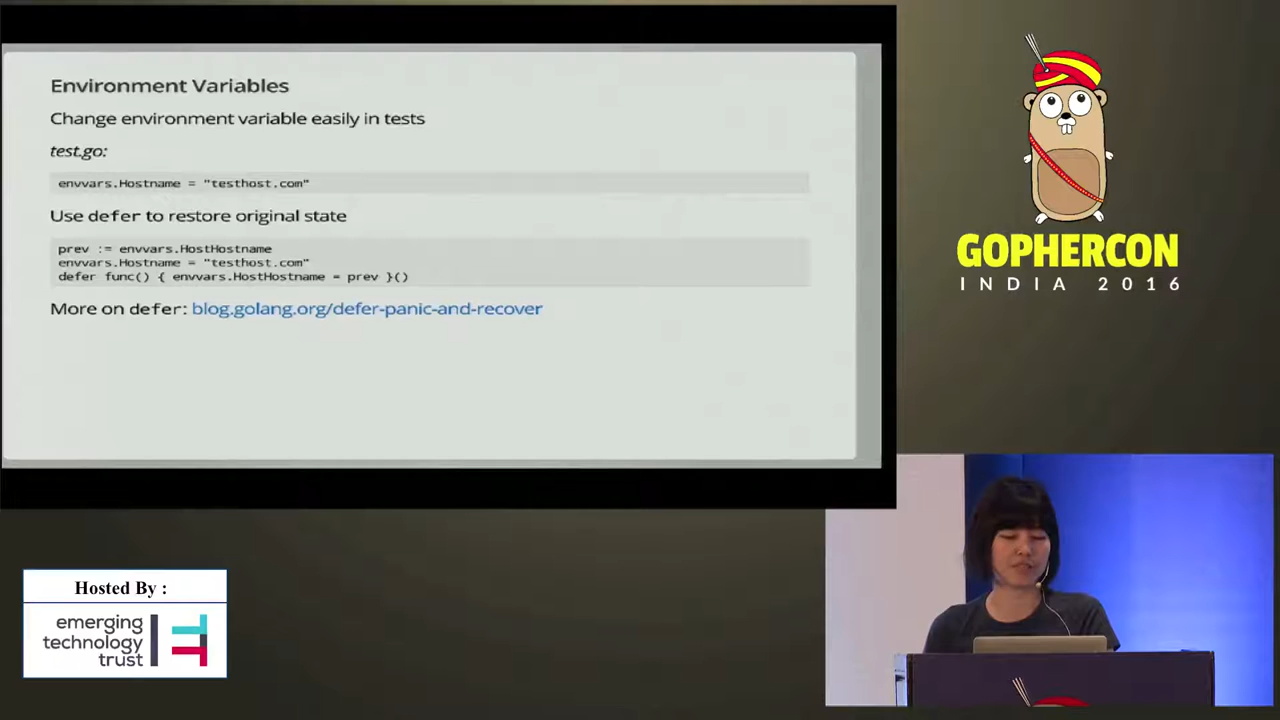 Environment Variables
Change environment variable easily in tests
test.go:
envvars.Hostname = "testhost.com"
Use defer to restore original state
prev := envvars.HostHostname
envvars.Hostname = "testhost.com"
defer func() { envvars.HostHostname = prev }()
More on defer: blog.golang.org/defer-panic-and-recover
GOPHERCON
INDIA 2016
Hosted By :
emerging
technology
trust